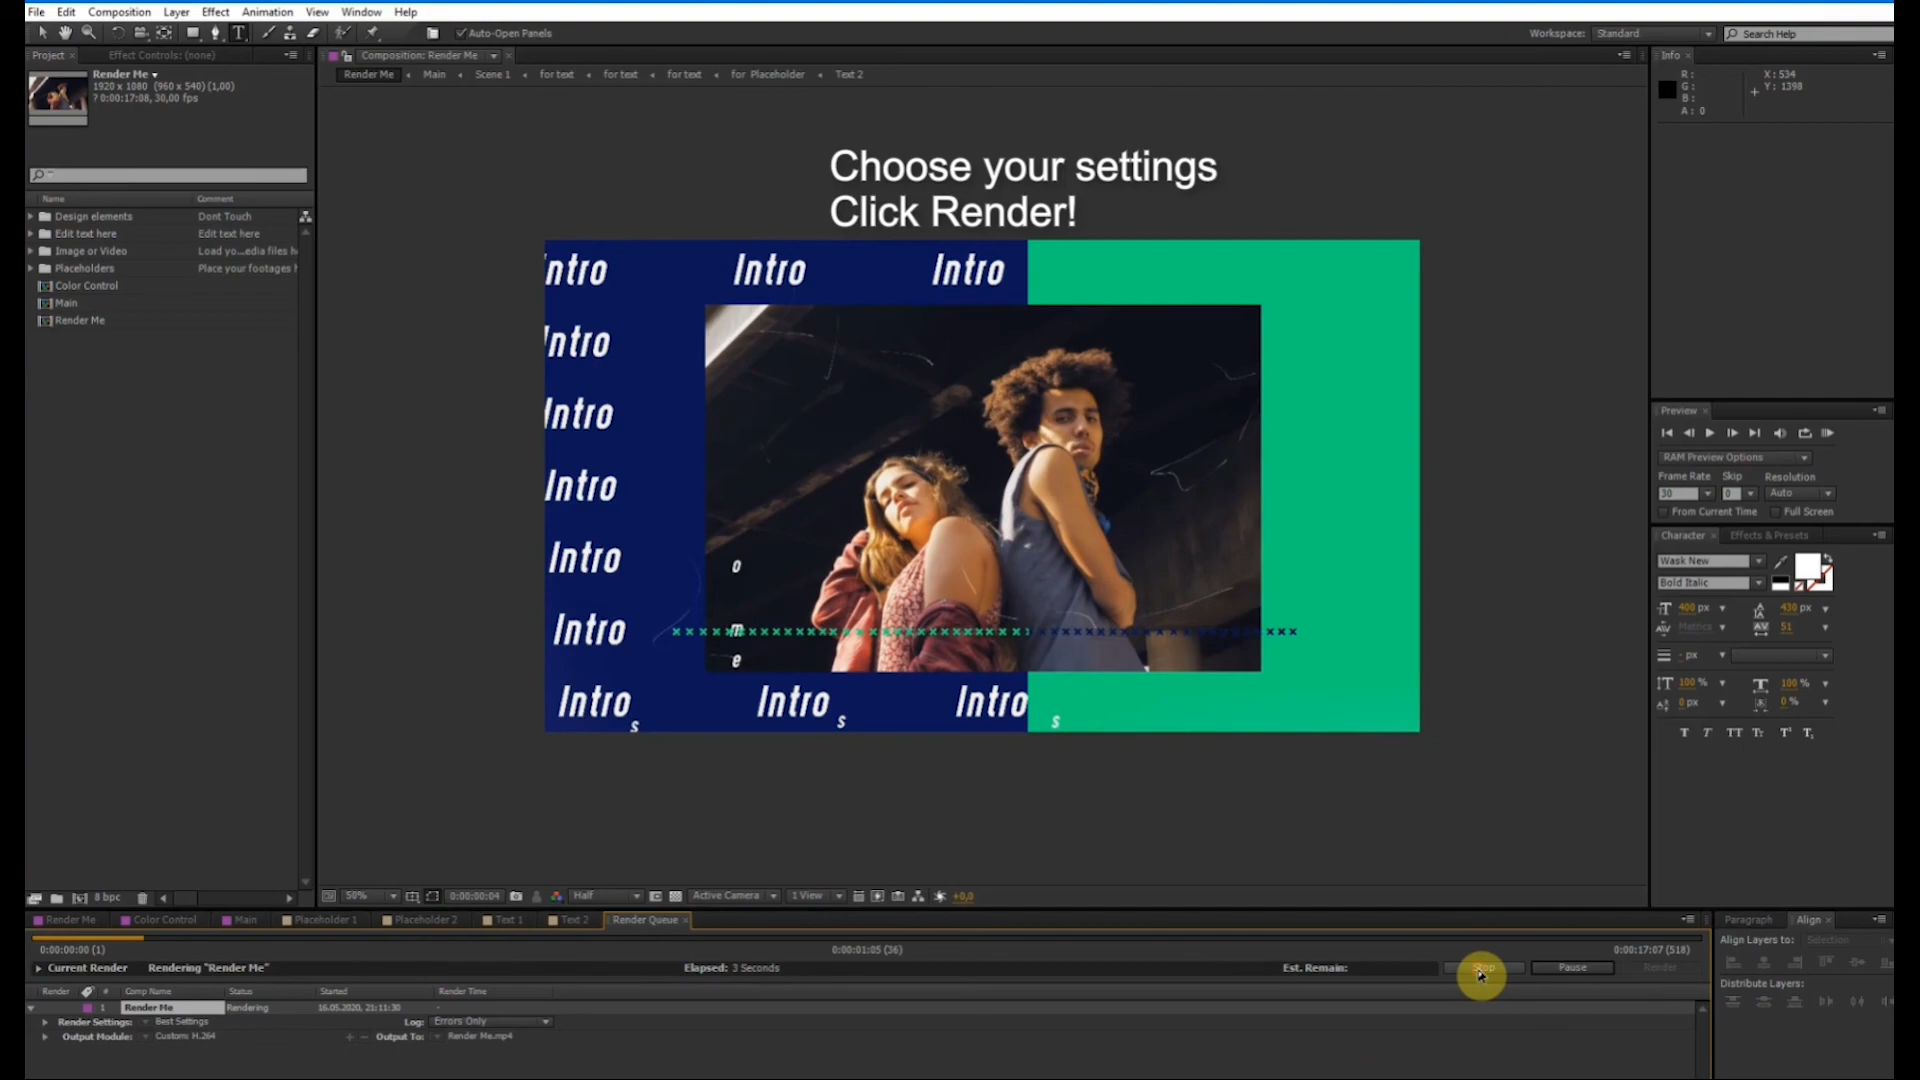 File Edit Composition Layer Effect Animation View Window Help
Auto-Open Panels
Workspace: Standard
Search Help
Project Effect Controls: (none)
Render Me
1920 x 1080 (960 x 540) (1,00)
? 0:00:17:08, 30,00 fps
Name Comment
Design elements Dont Touch
Edit text here Edit text here
Image or Video Load yo...edia files h
Placeholders Place your footages h
Color Control
Main
Render Me
8 bpc
Composition: Render Me
Render Me Main Scene 1 for text for text for text for Placeholder Text 2
Choose your settings
Click Render!
Intro Intro Intro
Intro
Intro
Intro
Intro
Intro
Intro Intro Intro
o
m
e
s s s
50% 0:00:00:04 Half Active Camera 1 View +0,0
Info
R: X: 534
G: Y: 1398
B:
A: 0
Preview
RAM Preview Options
Frame Rate Skip Resolution
30 0 Auto
From Current Time Full Screen
Character Effects & Presets
Wask New
Bold Italic
400 px 430 px
Metrics 51
- px
100 % 100 %
0 px 0 %
T T TT Tr T¹ T₁
Render Me Color Control Main Placeholder 1 Placeholder 2 Text 1 Text 2 Render Queue
0:00:00:00 (1) 0:00:01:05 (36) 0:00:17:07 (518)
Current Render Rendering "Render Me" Elapsed: 3 Seconds Est. Remain: Stop Pause Render
Render # Comp Name Status Started Render Time
1 Render Me Rendering 16.05.2020, 21:11:30 -
Render Settings: Best Settings Log: Errors Only
Output Module: Custom: H.264 + − Output To: Render Me.mp4
Paragraph Align
Align Layers to: Selection
Distribute Layers: